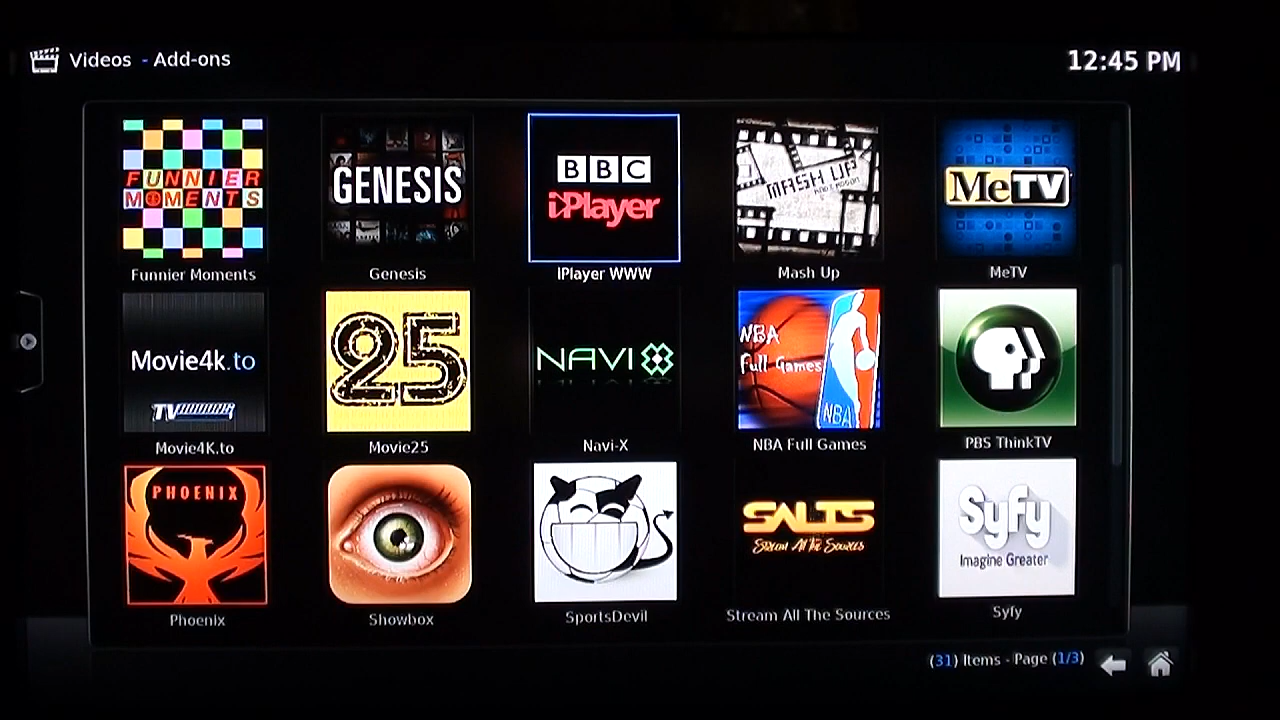 Videos - Add-ons
12:45 PM
FUNNIER
MOMENTS
Funnier Moments
GENESIS
Genesis
BBC
iPlayer
IPlayer WWW
MASH UP
Mash Up
MeTV
MeTV
Movie4k.to
TV
Movie4K.to
25
Movie25
NAVI X
Navi-X
NBA
Full Games
NBA
NBA Full Games
PBS ThinkTV
PHOENIX
Phoenix
Showbox
SportsDevil
SALTS
Stream All The Sources
Stream All The Sources
Syfy
Imagine Greater
Syfy
(31) Items - Page (1/3)